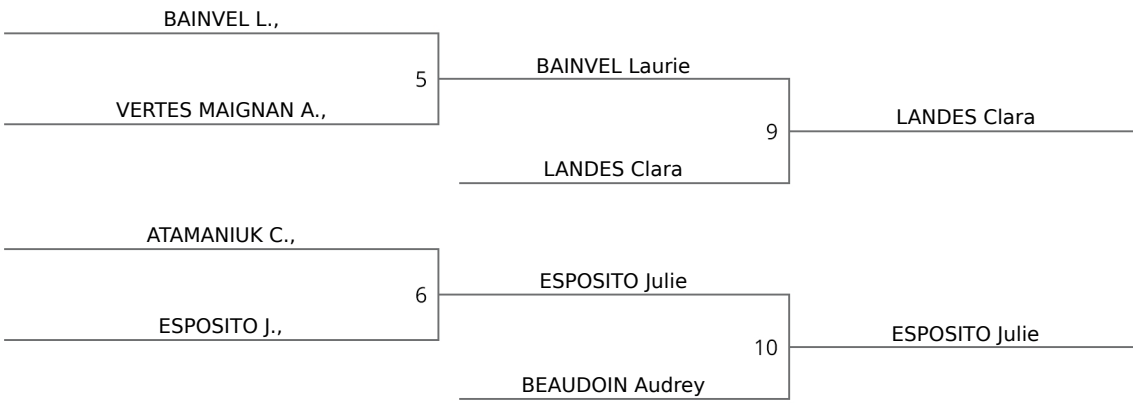 BAINVEL L.,
BAINVEL Laurie
5
VERTES MAIGNAN A.,
LANDES Clara
9
LANDES Clara
ATAMANIUK C.,
ESPOSITO Julie
6
ESPOSITO J.,
ESPOSITO Julie
10
BEAUDOIN Audrey